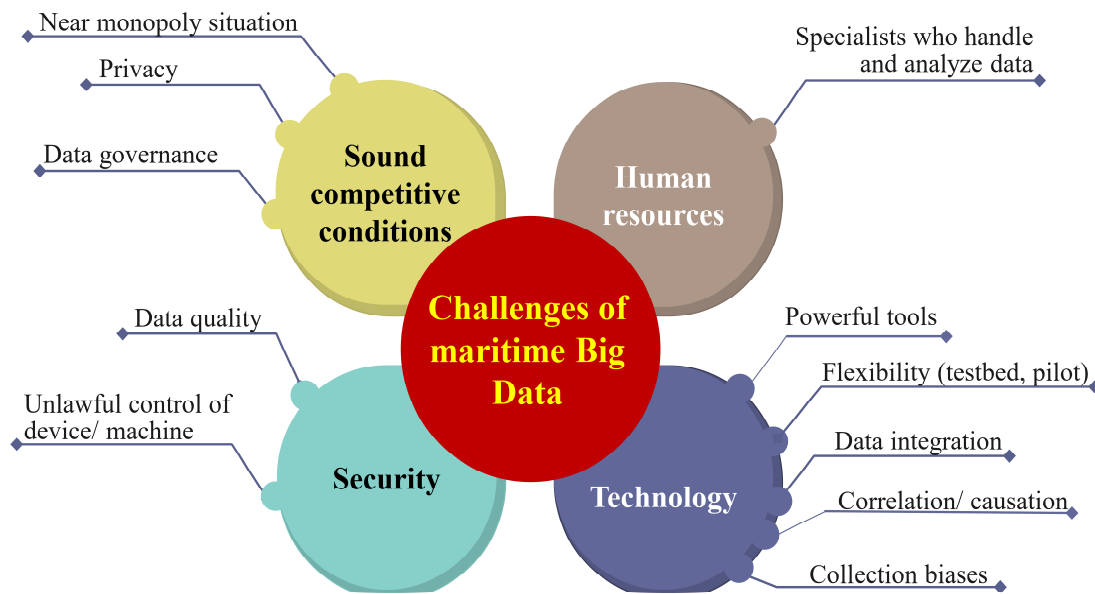 Near monopoly situation
Privacy
Data governance
Sound
competitive
conditions
Specialists who handle
and analyze data
Human
resources
Challenges of
maritime Big
Data
Data quality
Unlawful control of
device/ machine
Security
Powerful tools
Flexibility (testbed, pilot)
Data integration
Correlation/ causation
Collection biases
Technology